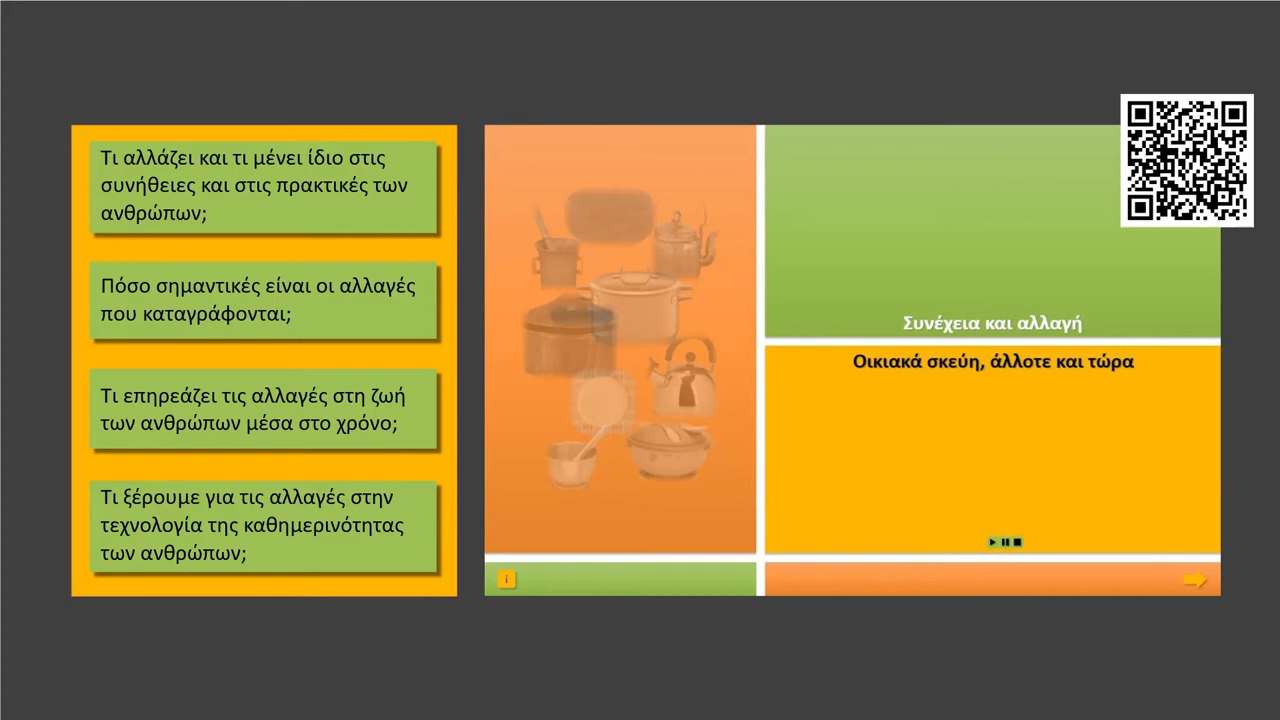 Τι αλλάζει και τι μένει ίδιο στις
συνήθειες και στις πρακτικές των
ανθρώπων;
Πόσο σημαντικές είναι οι αλλαγές
που καταγράφονται;
Τι επηρεάζει τις αλλαγές στη ζωή
των ανθρώπων μέσα στο χρόνο;
Τι ξέρουμε για τις αλλαγές στην
τεχνολογία της καθημερινότητας
των ανθρώπων;
Συνέχεια και αλλαγή
Οικιακά σκεύη, άλλοτε και τώρα
i